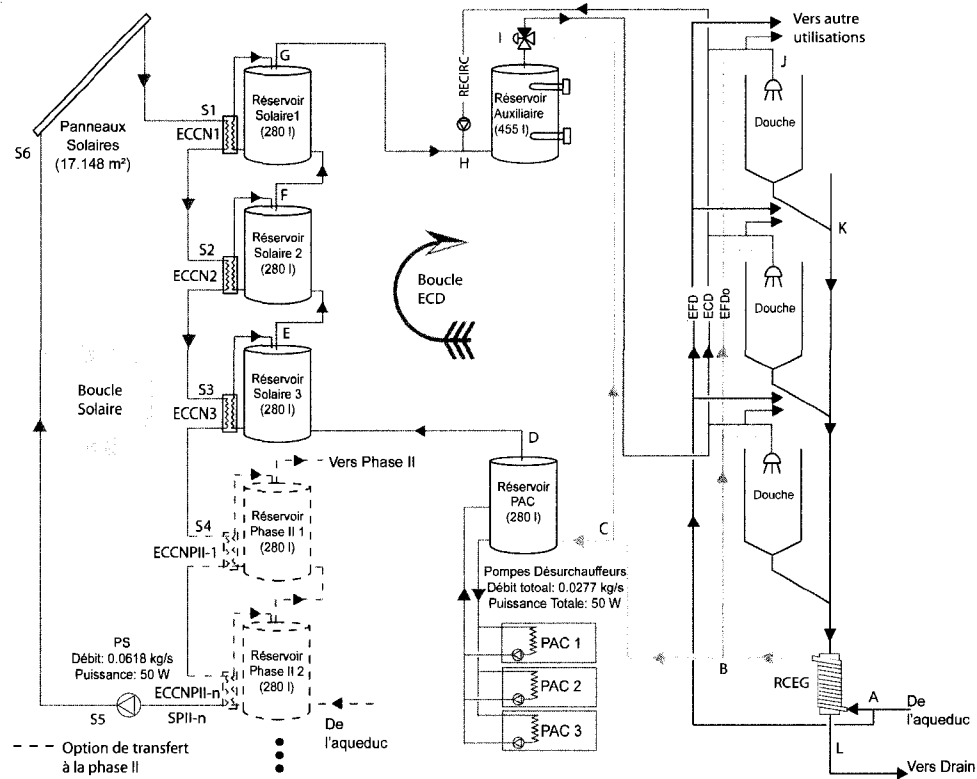 Panneaux
Solaires
(17.148 m²)
S6
S1
ECCN1
G
Réservoir
Solaire1
(280 l)
S2
ECCN2
F
Réservoir
Solaire 2
(280 l)
S3
ECCN3
E
Réservoir
Solaire 3
(280 l)
Boucle
Solaire
Boucle
ECD
RECIRC
H
I
Réservoir
Auxiliaire
(455 l)
Vers Phase II
S4
ECCNPII-1
Réservoir
Phase II 1
(280 l)
PS
Débit: 0.0618 kg/s
Puissance: 50 W
S5
ECCNPII-n
SPII-n
Réservoir
Phase II 2
(280 l)
De
l'aqueduc
Option de transfert
à la phase II
D
Réservoir
PAC
(280 l)
C
Pompes Désurchauffeurs
Débit totoal: 0.0277 kg/s
Puissance Totale: 50 W
PAC 1
PAC 2
PAC 3
Vers autre
utilisations
J
Douche
K
EFD
ECD
EFDo
Douche
Douche
B
RCEG
A
De
l'aqueduc
L
Vers Drain